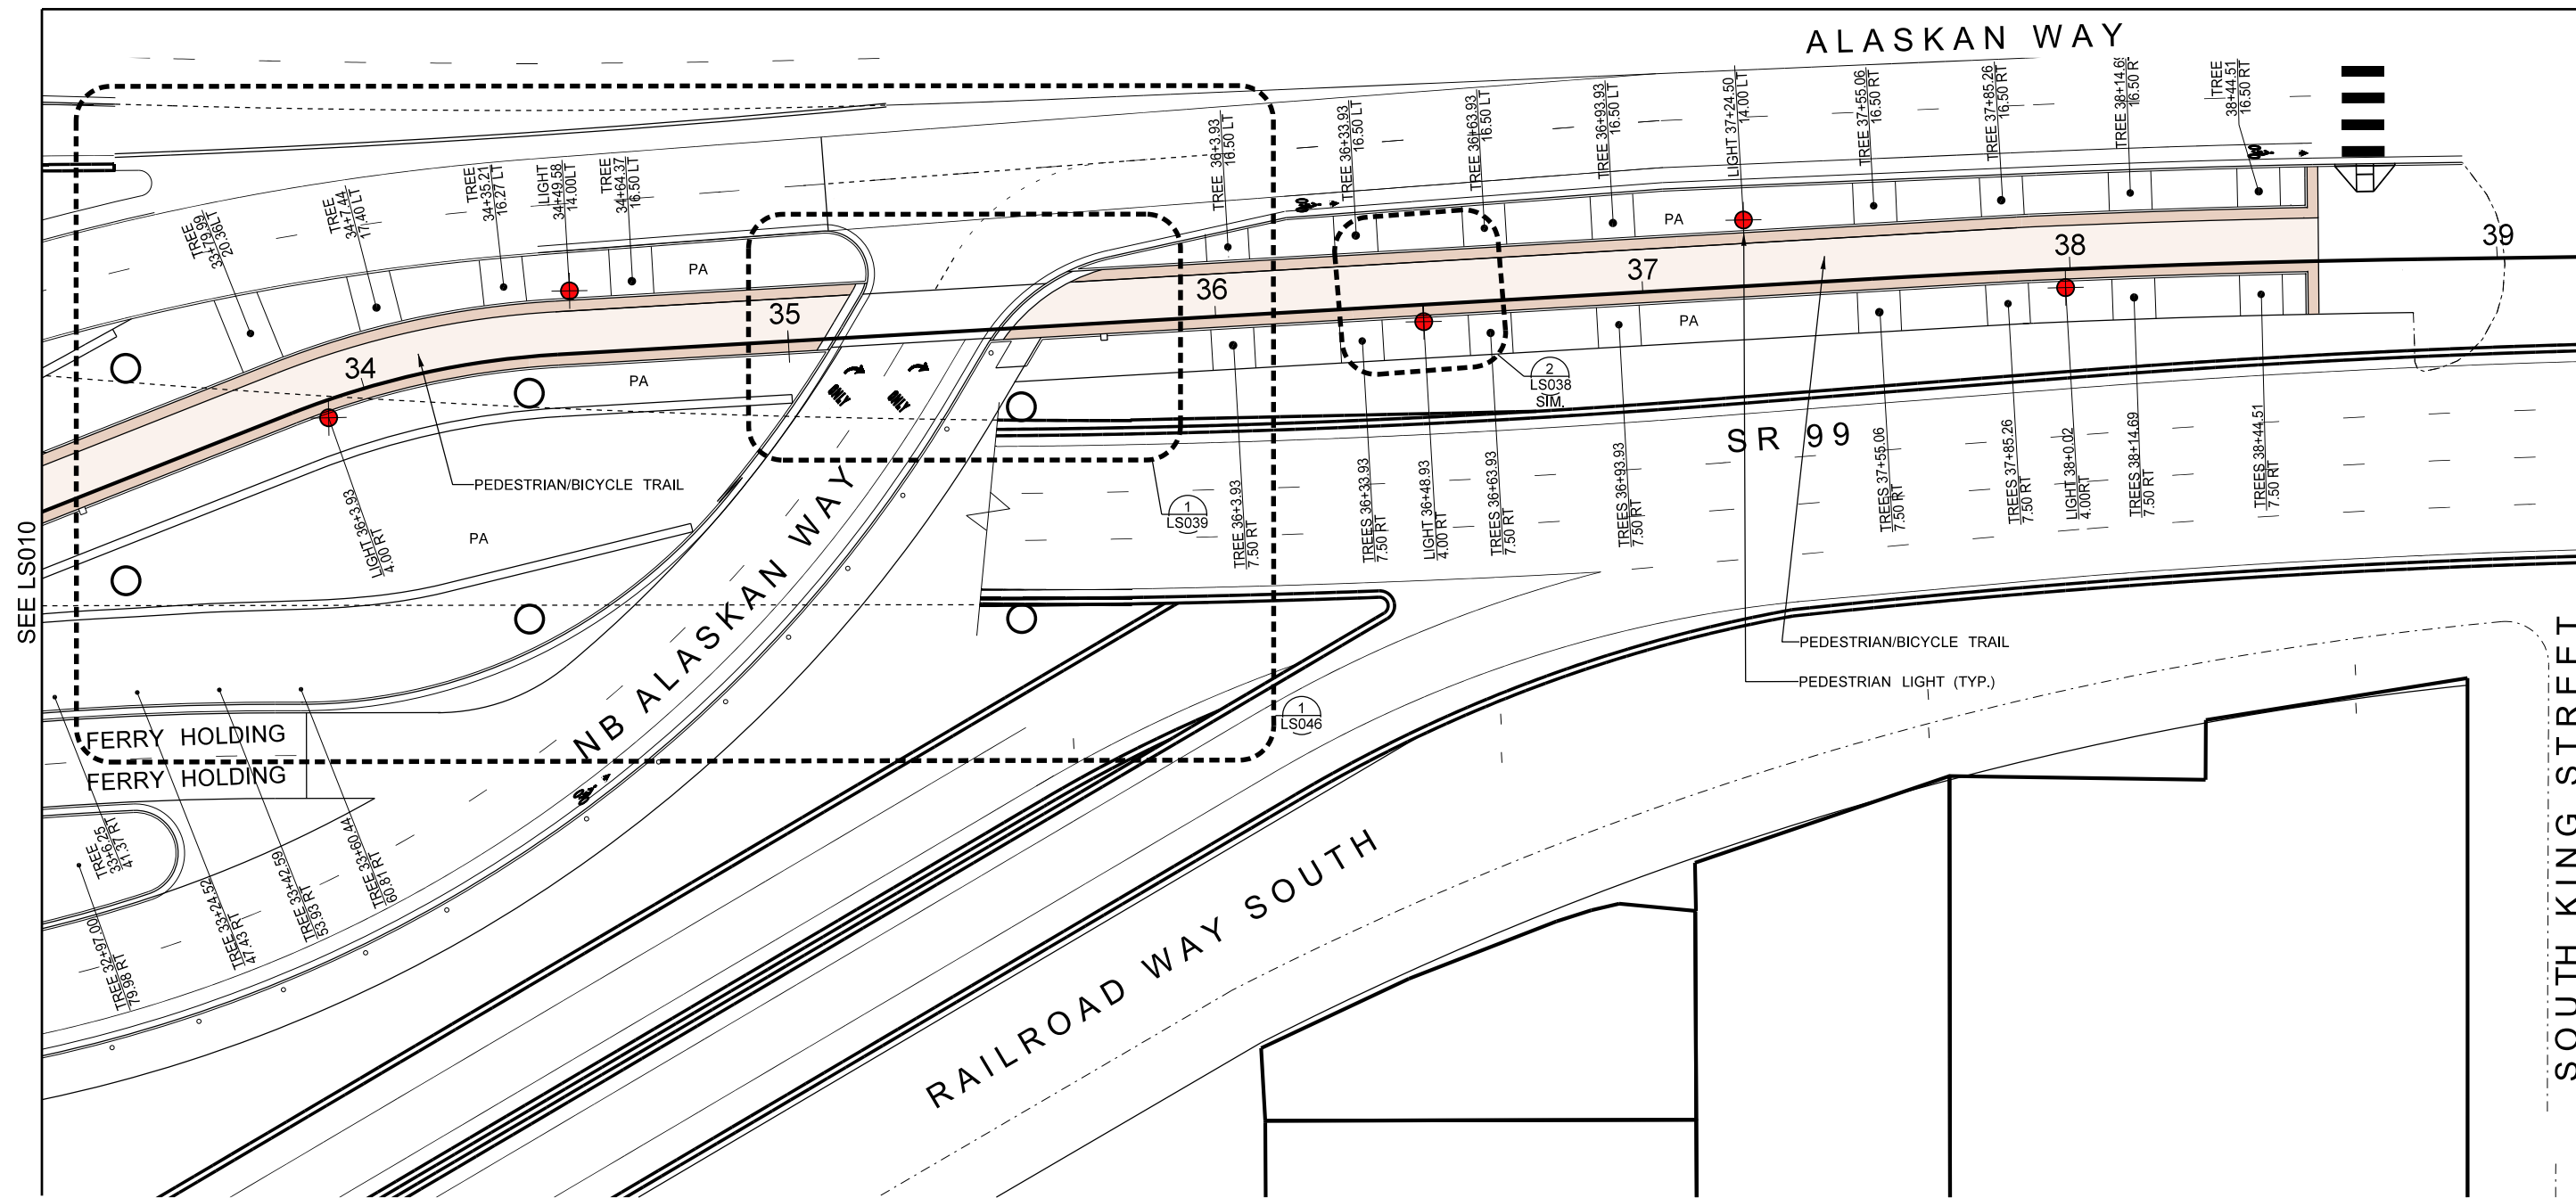 ALASKAN WAY
TREE
33+79.99
20.36LT
TREE
34+7.44
17.40 LT
TREE
34+35.21
16.27 LT
LIGHT
34+49.58
14.00LT
TREE
34+64.37
16.50 LT
TREE 36+3.93
16.50 LT
TREE 36+33.93
16.50 LT
TREE 36+63.93
16.50 LT
TREE 36+93.93
16.50 LT
LIGHT 37+24.50
14.00 LT
TREE 37+55.06
16.50 RT
TREE 37+85.26
16.50 RT
TREE 38+14.69
16.50 R
TREE
38+44.51
16.50 RT
PA
PA
PA
PA
PA
34
35
36
37
38
39
ONLY
ONLY
2
LS038
SIM.
SR 99
PEDESTRIAN/BICYCLE TRAIL
1
LS039
LIGHT 36+3.93
4.00 RT
TREE 36+3.93
7.50 RT
TREES 36+33.93
7.50 RT
LIGHT 36+48.93
4.00 RT
TREES 36+63.93
7.50 RT
TREES 36+93.93
7.50 RT
TREES 37+55.06
7.50 RT
TREES 37+85.26
7.50 RT
LIGHT 38+0.02
4.00RT
TREES 38+14.69
7.50 RT
TREES 38+44.51
7.50 RT
SEE LS010
NB ALASKAN WAY
PEDESTRIAN/BICYCLE TRAIL
PEDESTRIAN LIGHT (TYP.)
1
LS046
FERRY HOLDING
FERRY HOLDING
TREE
33+6.25
41.37 RT
TREE 32+97.00
79.98 RT
TREE 33+24.52
47.43 RT
TREE 33+42.59
53.93 RT
TREE 33+60.44
60.81 RT
RAILROAD WAY SOUTH
SOUTH KING STREET